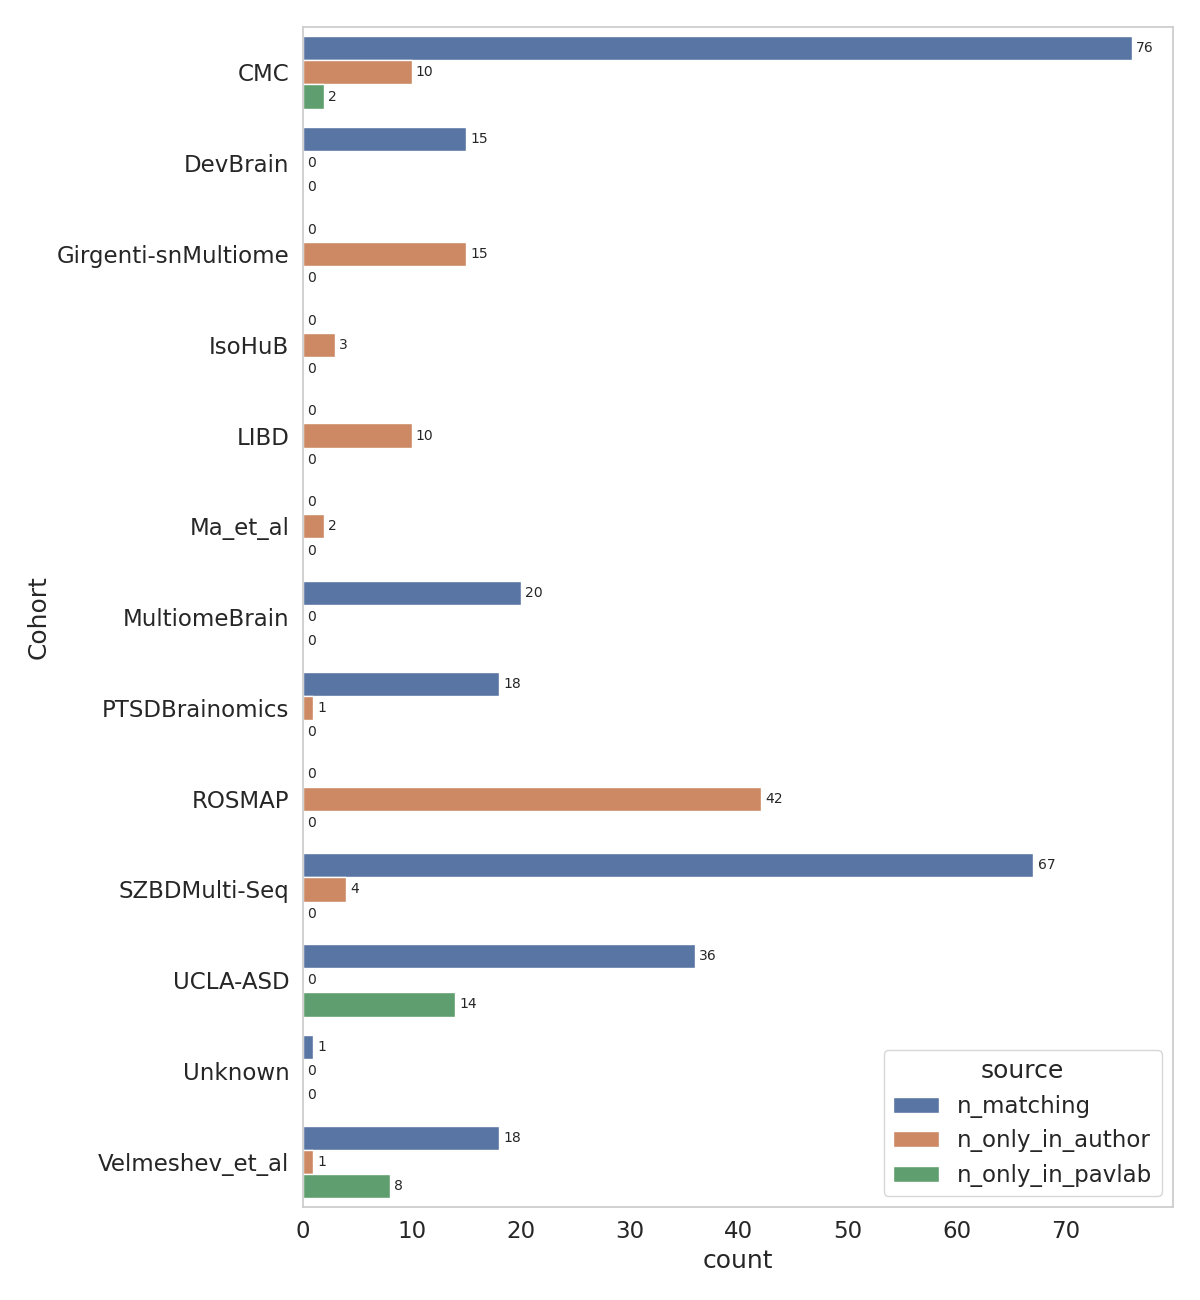 CMC
76
10
2
DevBrain
15
0
0
Girgenti-snMultiome
0
15
0
IsoHuB
0
3
0
LIBD
0
10
0
Ma_et_al
0
2
0
MultiomeBrain
20
0
0
PTSDBrainomics
18
1
0
ROSMAP
0
42
0
SZBDMulti-Seq
67
4
0
UCLA-ASD
36
0
14
Unknown
1
0
0
Velmeshev_et_al
18
1
8
Cohort
source
n_matching
n_only_in_author
n_only_in_pavlab
0 10 20 30 40 50 60 70
count